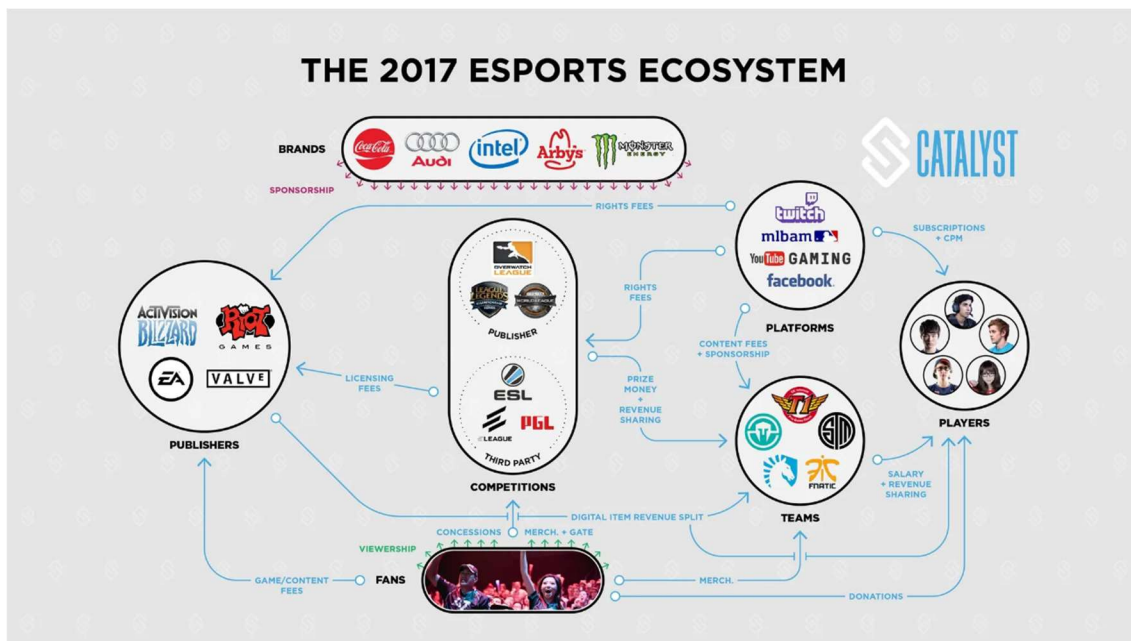 THE 2017 ESPORTS ECOSYSTEM
BRANDS
Coca-Cola
Audi
intel
Arby's
MONSTER
ENERGY
CATALYST
SPONSORSHIP
RIGHTS FEES
twitch
mlbam
YouTube GAMING
facebook
PLATFORMS
SUBSCRIPTIONS
+ CPM
OVERWATCH
LEAGUE
LEAGUE
LEGENDS
PUBLISHER
RIGHTS
FEES
ACTIVISION
BLIZZARD
RIOT
GAMES
EA
VALVE
PUBLISHERS
LICENSING
FEES
ESL
ELEAGUE
PGL
THIRD PARTY
COMPETITIONS
CONTENT FEES
+ SPONSORSHIP
PRIZE
MONEY
+
REVENUE
SHARING
T1
TSM
FNATIC
TEAMS
PLAYERS
SALARY
+ REVENUE
SHARING
DIGITAL ITEM REVENUE SPLIT
CONCESSIONS
MERCH. + GATE
VIEWERSHIP
GAME/CONTENT
FEES
FANS
MERCH.
DONATIONS